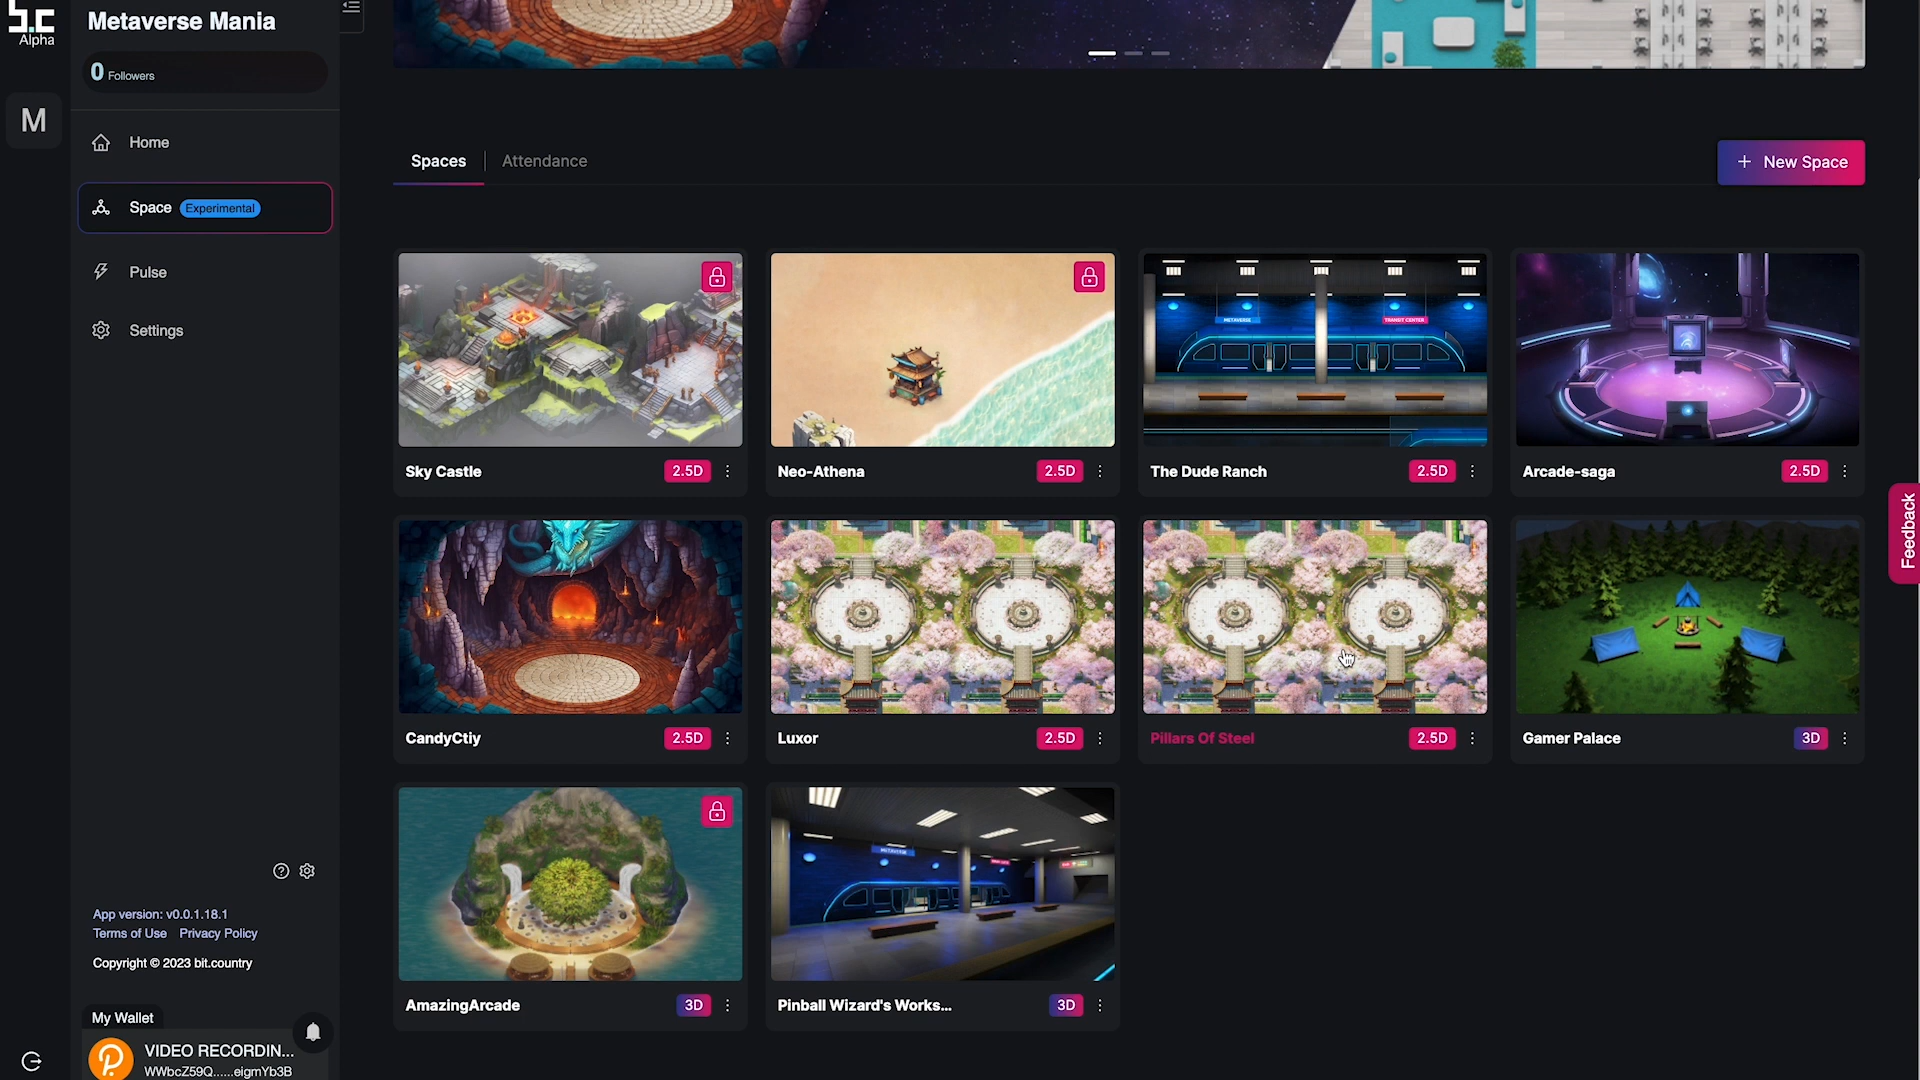 b.c
Alpha
M
Metaverse Mania
0 Followers
Home
Space Experimental
Pulse
Settings
App version: v0.0.1.18.1
Terms of Use Privacy Policy
Copyright © 2023 bit.country
My Wallet
VIDEO RECORDIN...
WWbcZ59Q......eigmYb3B
Spaces
Attendance
+ New Space
METAVERSE
TRANSIT CENTER
Sky Castle 2.5D
Neo-Athena 2.5D
The Dude Ranch 2.5D
Arcade-saga 2.5D
CandyCtiy 2.5D
Luxor 2.5D
Pillars Of Steel 2.5D
Gamer Palace 3D
AmazingArcade 3D
Pinball Wizard's Works... 3D
Feedback